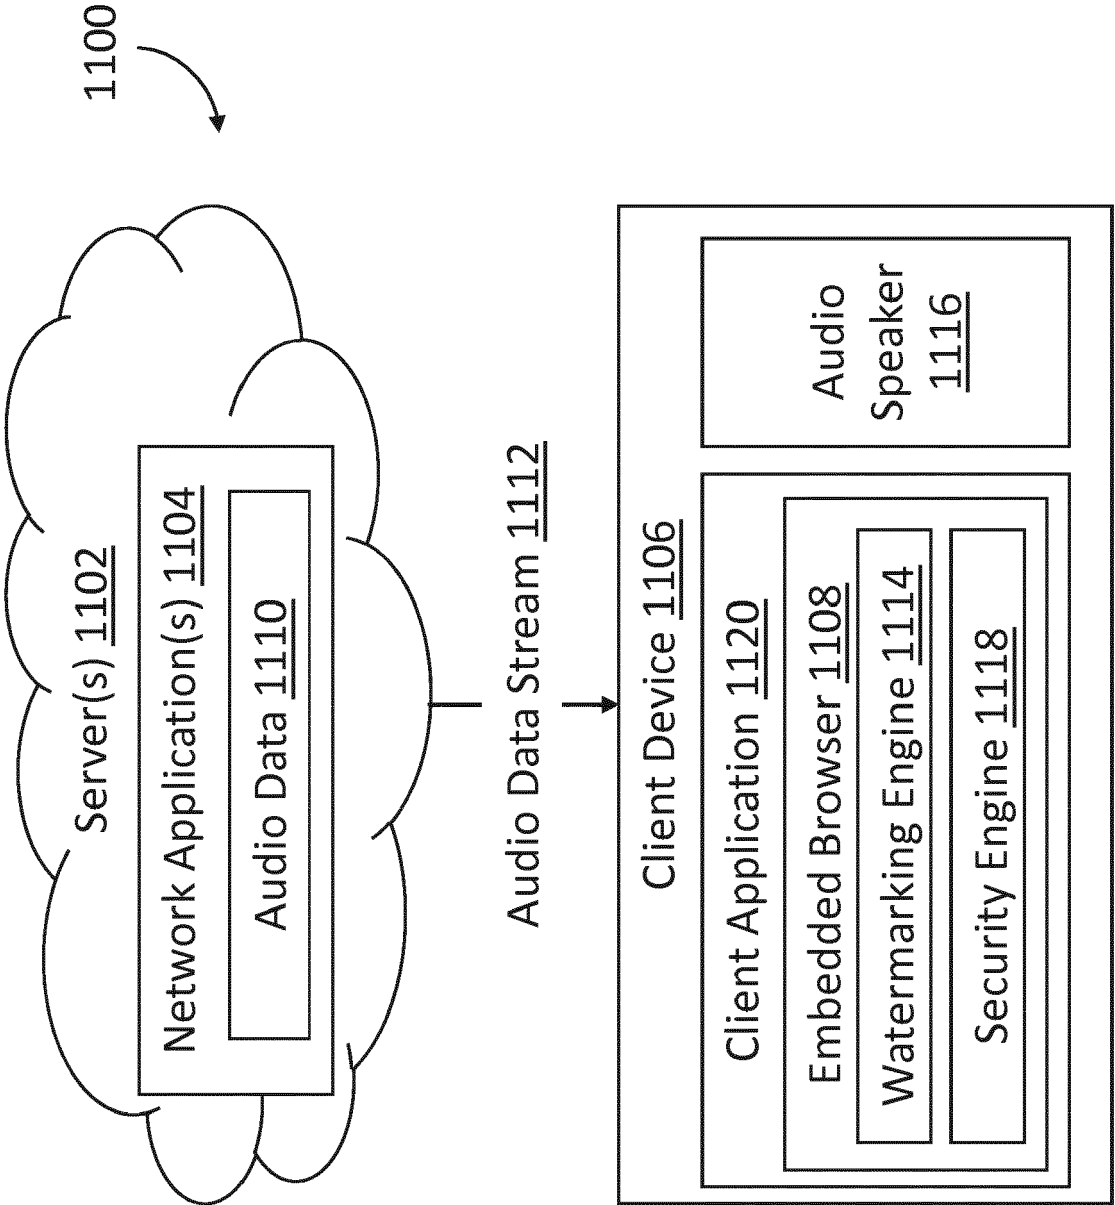 1100
Server(s) 1102
Network Application(s) 1104
Audio Data 1110
Audio Data Stream 1112
Client Device 1106
Client Application 1120
Embedded Browser 1108
Watermarking Engine 1114
Security Engine 1118
Audio
Speaker
1116